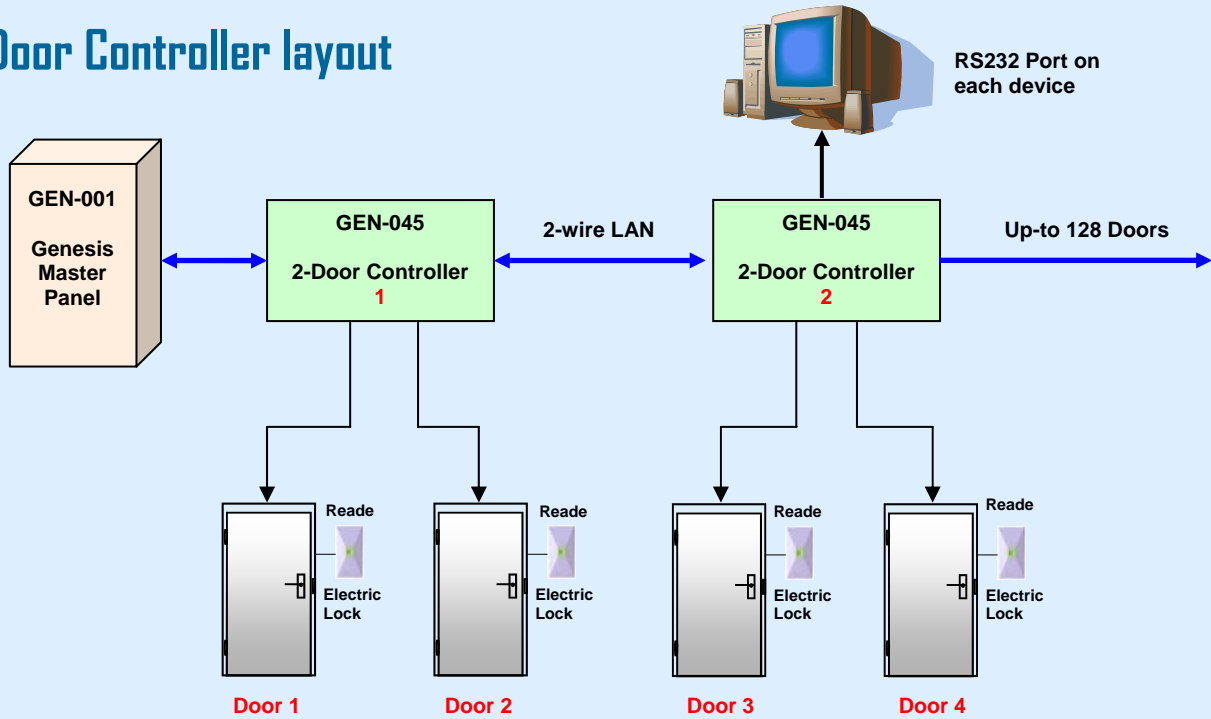 Door Controller layout
RS232 Port on
each device
GEN-001
Genesis
Master
Panel
GEN-045
2-Door Controller
1
2-wire LAN
GEN-045
2-Door Controller
2
Up-to 128 Doors
Reade
Electric
Lock
Door 1
Reade
Electric
Lock
Door 2
Reade
Electric
Lock
Door 3
Reade
Electric
Lock
Door 4